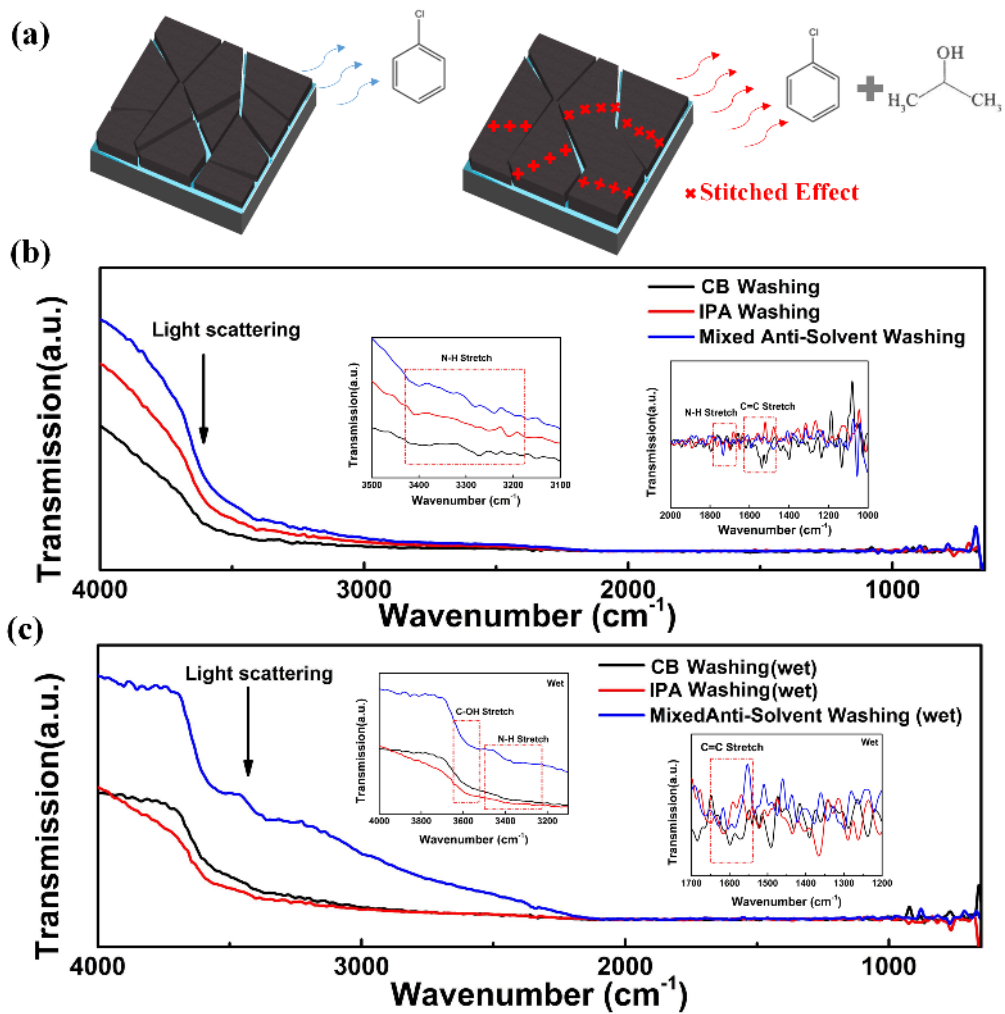 (a)
Cl
Cl
OH
H3C
CH3
Stitched Effect
(b)
CB Washing
IPA Washing
Mixed Anti-Solvent Washing
Light scattering
Transmission(a.u.)
N-H Stretch
Transmission(a.u.)
3500 3400 3300 3200 3100
Wavenumber (cm-1)
N-H Stretch
C=C Stretch
Transmission(a.u.)
2000 1800 1600 1400 1200 1000
Wavenumber (cm-1)
4000 3000 2000 1000
Wavenumber (cm-1)
(c)
CB Washing(wet)
IPA Washing(wet)
MixedAnti-Solvent Washing (wet)
Light scattering
Transmission(a.u.)
Wet
C-OH Stretch
N-H Stretch
Transmission(a.u.)
4000 3800 3600 3400 3200
Wavenumber (cm-1)
C=C Stretch
Wet
Transmission(a.u.)
1700 1600 1500 1400 1300 1200
Wavenumber (cm-1)
4000 3000 2000 1000
Wavenumber (cm-1)